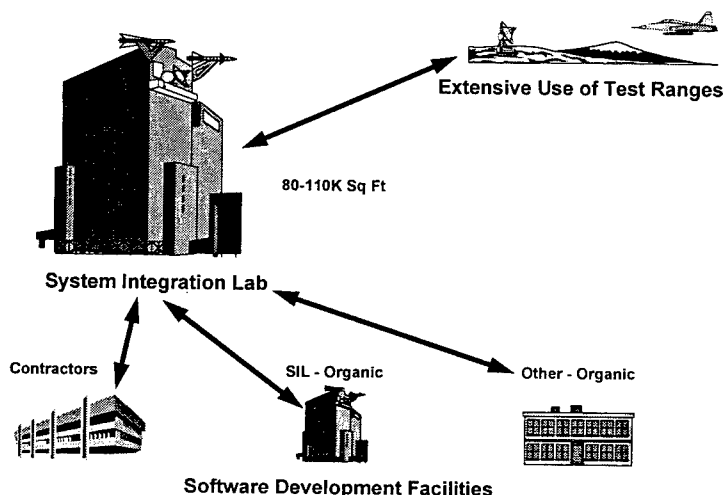 Extensive Use of Test Ranges
80-110K Sq Ft
System Integration Lab
Contractors
SIL - Organic
Other - Organic
Software Development Facilities